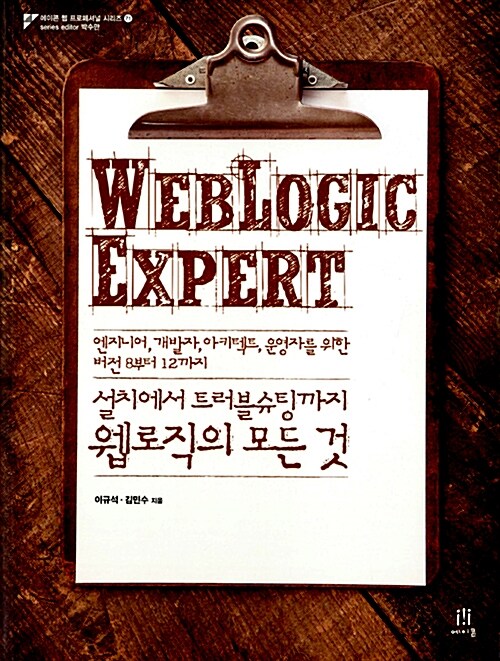 에이콘 웹 프로페셔널 시리즈 71
series editor 박수만
WEBLOGIC
EXPERT
엔지니어, 개발자, 아키텍트, 운영자를 위한
버전 8부터 12까지
설치에서 트러블슈팅까지
웹로직의 모든 것
이규석 · 김민수 지음
에이콘